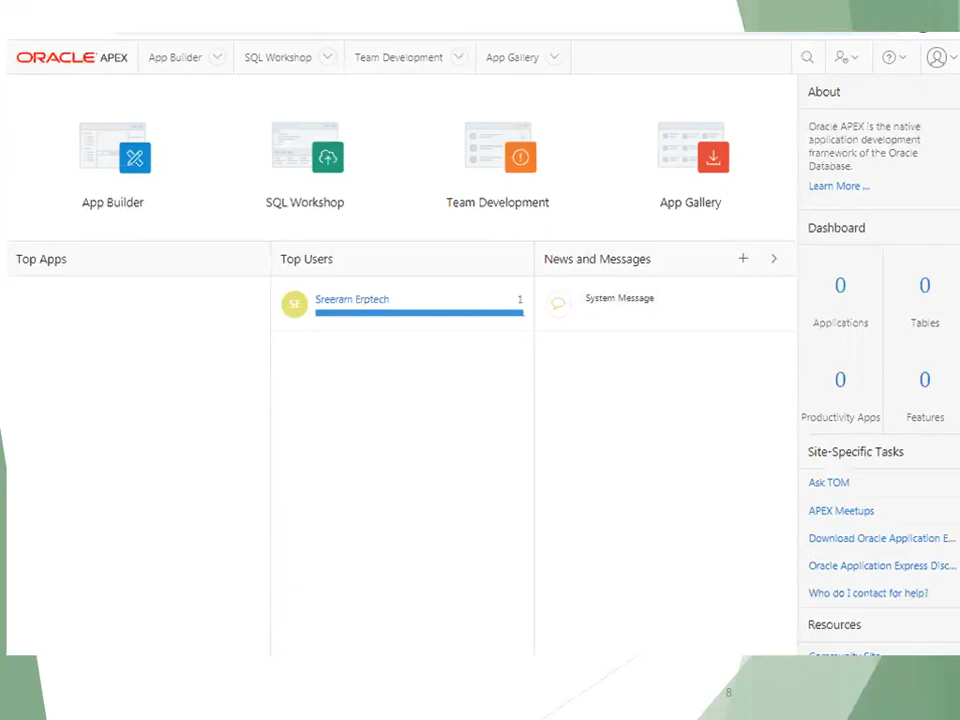 ORACLE APEX App Builder SQL Workshop Team Development App Gallery
App Builder SQL Workshop Team Development App Gallery
Top Apps
Top Users
SE Sreeram Erptech 1
News and Messages
System Message
About
Oracle APEX is the native
application development
framework of the Oracle
Database.
Learn More ...
Dashboard
0 0
Applications Tables
0 0
Productivity Apps Features
Site-Specific Tasks
Ask TOM
APEX Meetups
Download Oracle Application E...
Oracle Application Express Disc...
Who do I contact for help?
Resources
Community Site
8